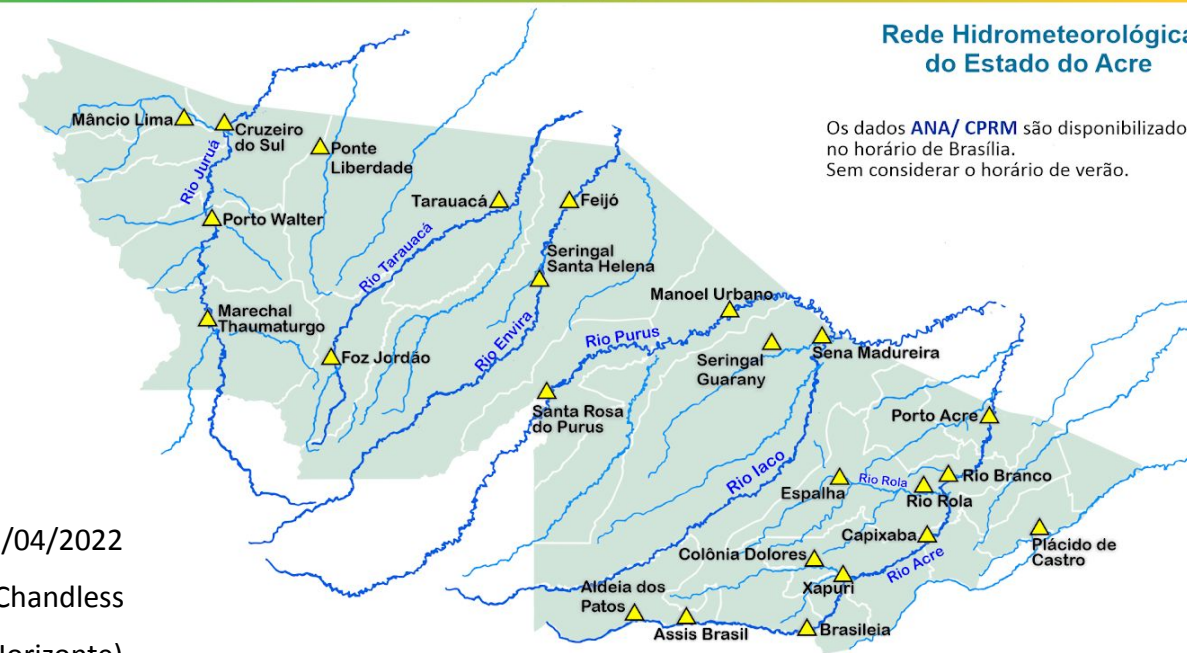 Rede Hidrometeorológica
do Estado do Acre
Os dados ANA/ CPRM são disponibilizado
no horário de Brasília.
Sem considerar o horário de verão.
Mâncio Lima
Cruzeiro
do Sul
Ponte
Liberdade
Rio Juruá
Tarauacá
Feijó
Porto Walter
Rio Tarauacá
Seringal
Santa Helena
Manoel Urbano
Marechal
Thaumaturgo
Rio Envira
Rio Purus
Foz Jordão
Seringal
Guarany
Sena Madureira
Santa Rosa
do Purus
Porto Acre
Rio Iaco
Espalha
Rio Rola
Rio Branco
Rio Rola
Capixaba
Plácido de
Castro
Colônia Dolores
Rio Acre
Xapuri
Aldeia dos
Patos
Assis Brasil
Brasileia
/04/2022
Chandless
Horizonte)